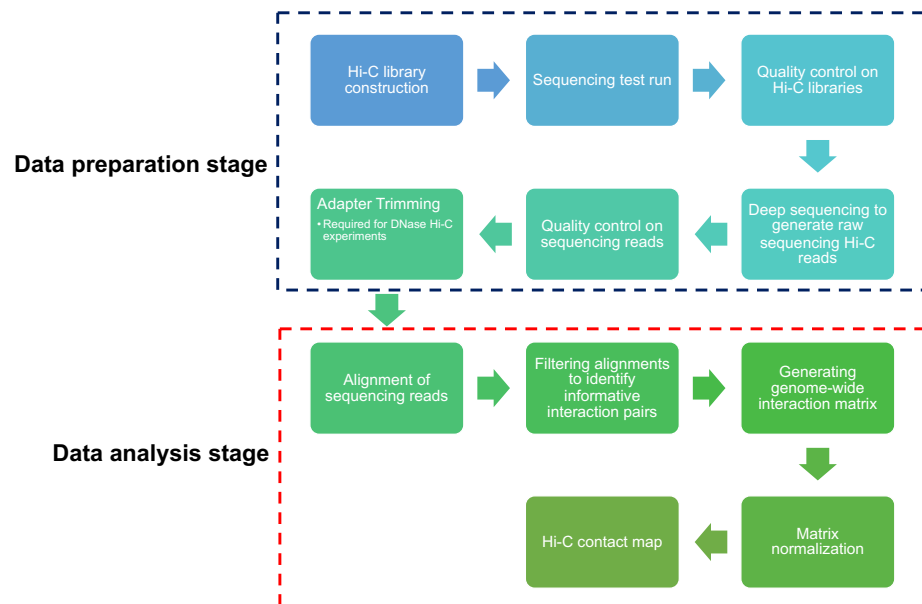 Hi-C library
construction
Sequencing test run
Quality control on
Hi-C libraries
Data preparation stage
Adapter Trimming
• Required for DNase Hi-C
experiments
Quality control on
sequencing reads
Deep sequencing to
generate raw
sequencing Hi-C
reads
Alignment of
sequencing reads
Filtering alignments
to identify
informative
interaction pairs
Generating
genome-wide
interaction matrix
Data analysis stage
Hi-C contact map
Matrix
normalization